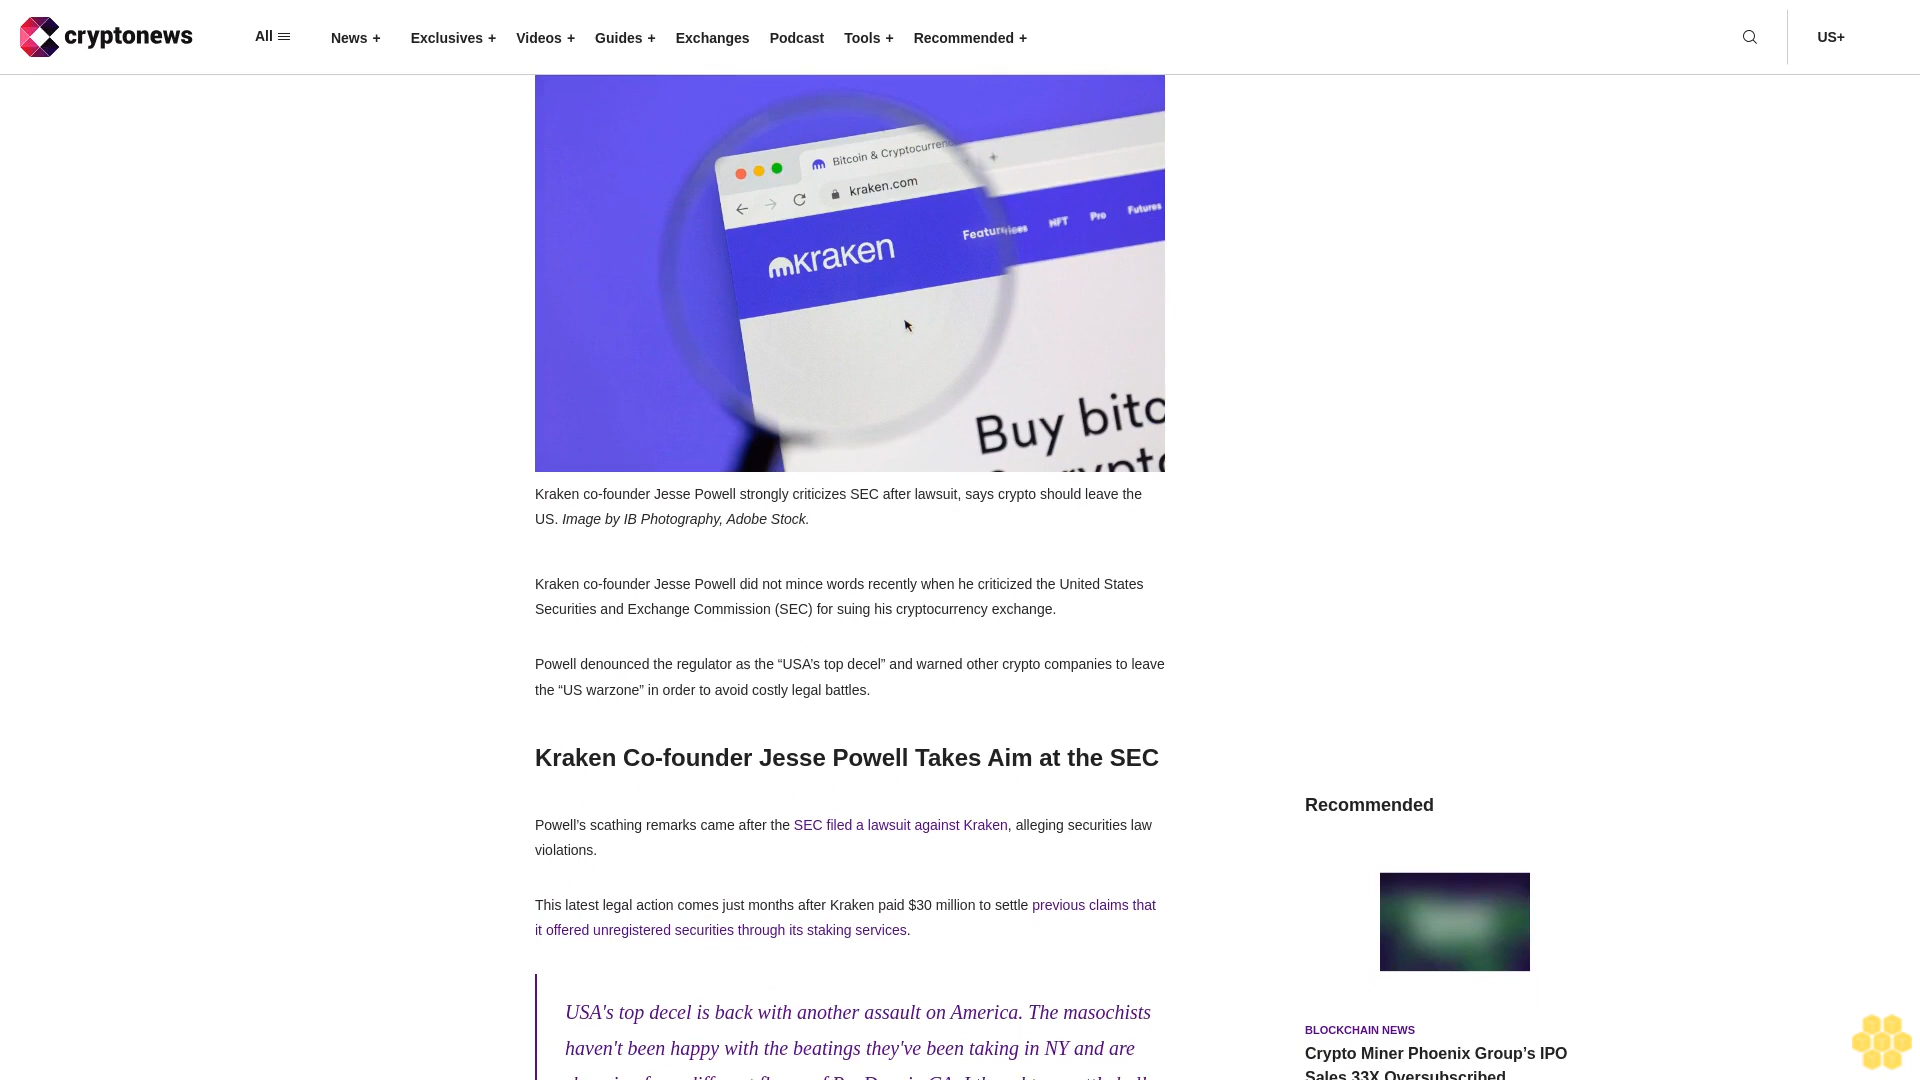 cryptonews
All
News +
Exclusives +
Videos +
Guides +
Exchanges
Podcast
Tools +
Recommended +
US+
Bitcoin & Cryptocurrenc
kraken.com
kraken
NFT
Pro
Futures
Buy bitc
Kraken co-founder Jesse Powell strongly criticizes SEC after lawsuit, says crypto should leave the
US. Image by IB Photography, Adobe Stock.
Kraken co-founder Jesse Powell did not mince words recently when he criticized the United States
Securities and Exchange Commission (SEC) for suing his cryptocurrency exchange.
Powell denounced the regulator as the “USA’s top decel” and warned other crypto companies to leave
the “US warzone” in order to avoid costly legal battles.
Kraken Co-founder Jesse Powell Takes Aim at the SEC
Powell’s scathing remarks came after the SEC filed a lawsuit against Kraken, alleging securities law
violations.
This latest legal action comes just months after Kraken paid $30 million to settle previous claims that
it offered unregistered securities through its staking services.
USA's top decel is back with another assault on America. The masochists
haven't been happy with the beatings they've been taking in NY and are
Recommended
BLOCKCHAIN NEWS
Crypto Miner Phoenix Group’s IPO
Sales 33X Oversubscribed